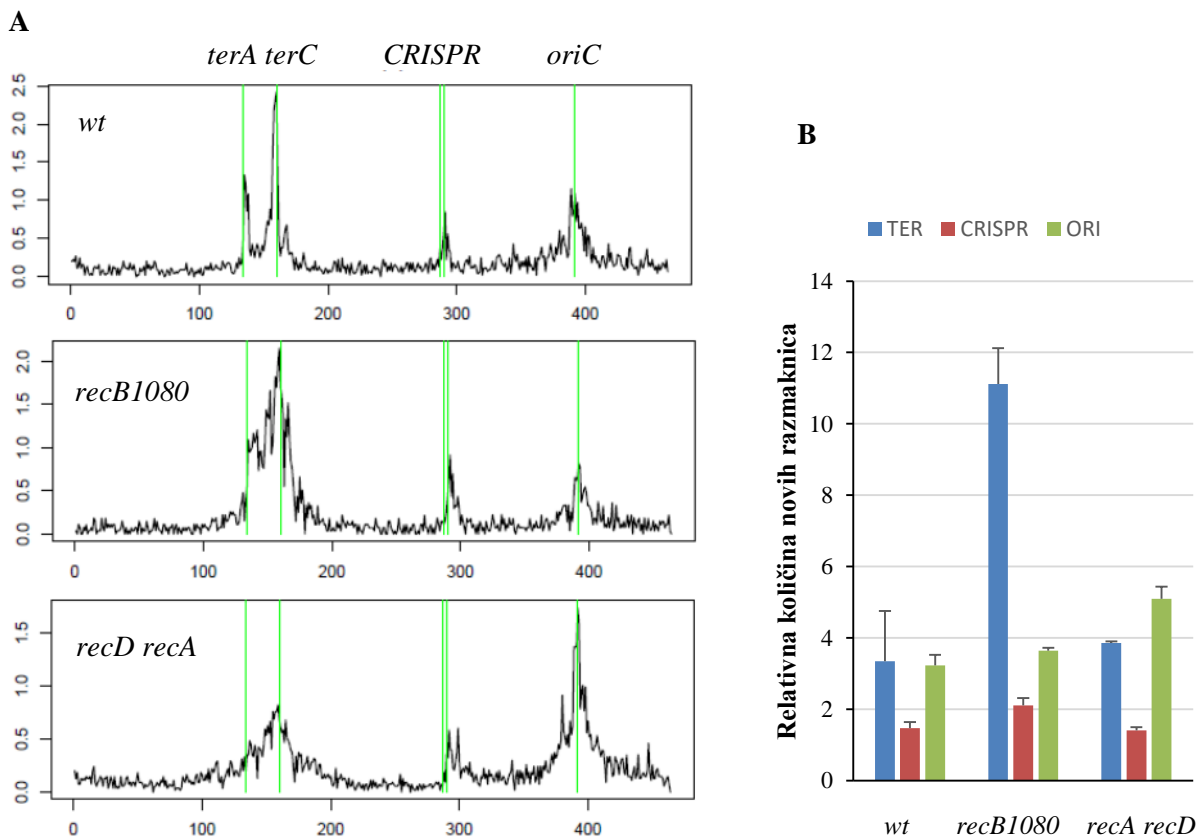 A
terA terC CRISPR oriC
2.5
2.0
1.5
1.0
0.5
0.0
wt
0 100 200 300 400
2.0
1.5
1.0
0.5
0.0
recB1080
0 100 200 300 400
1.5
1.0
0.5
0.0
recD recA
0 100 200 300 400
B
TER CRISPR ORI
Relativna količina novih razmaknica
14
12
10
8
6
4
2
0
wt recB1080 recA recD